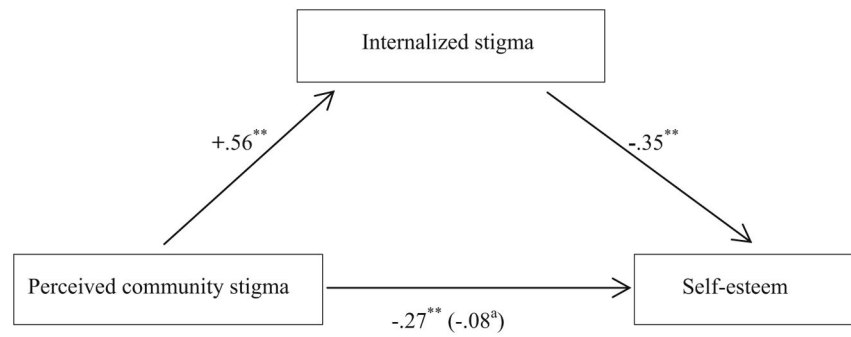 Internalized stigma
+.56**
-.35**
Perceived community stigma
Self-esteem
-.27** (-.08a)